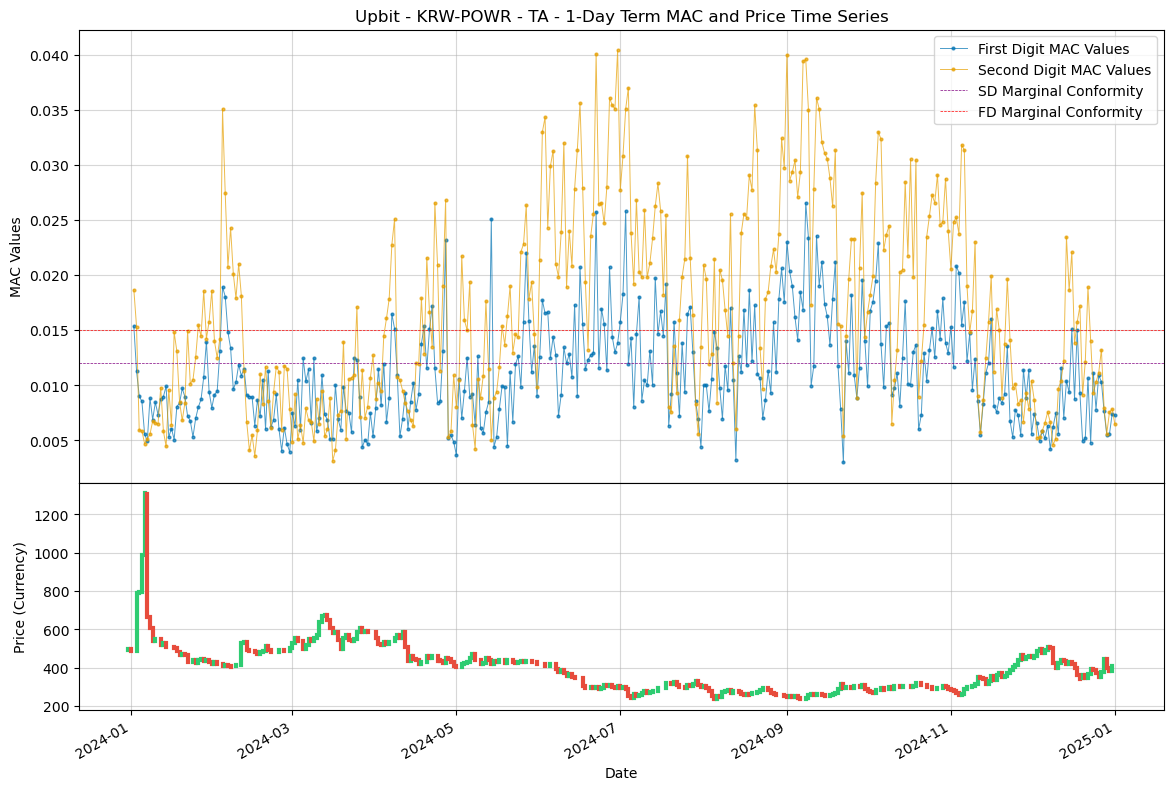 Upbit - KRW-POWR - TA - 1-Day Term MAC and Price Time Series
First Digit MAC Values
Second Digit MAC Values
SD Marginal Conformity
FD Marginal Conformity
MAC Values
0.040
0.035
0.030
0.025
0.020
0.015
0.010
0.005
Price (Currency)
1200
1000
800
600
400
200
2024-01
2024-03
2024-05
2024-07
2024-09
2024-11
2025-01
Date